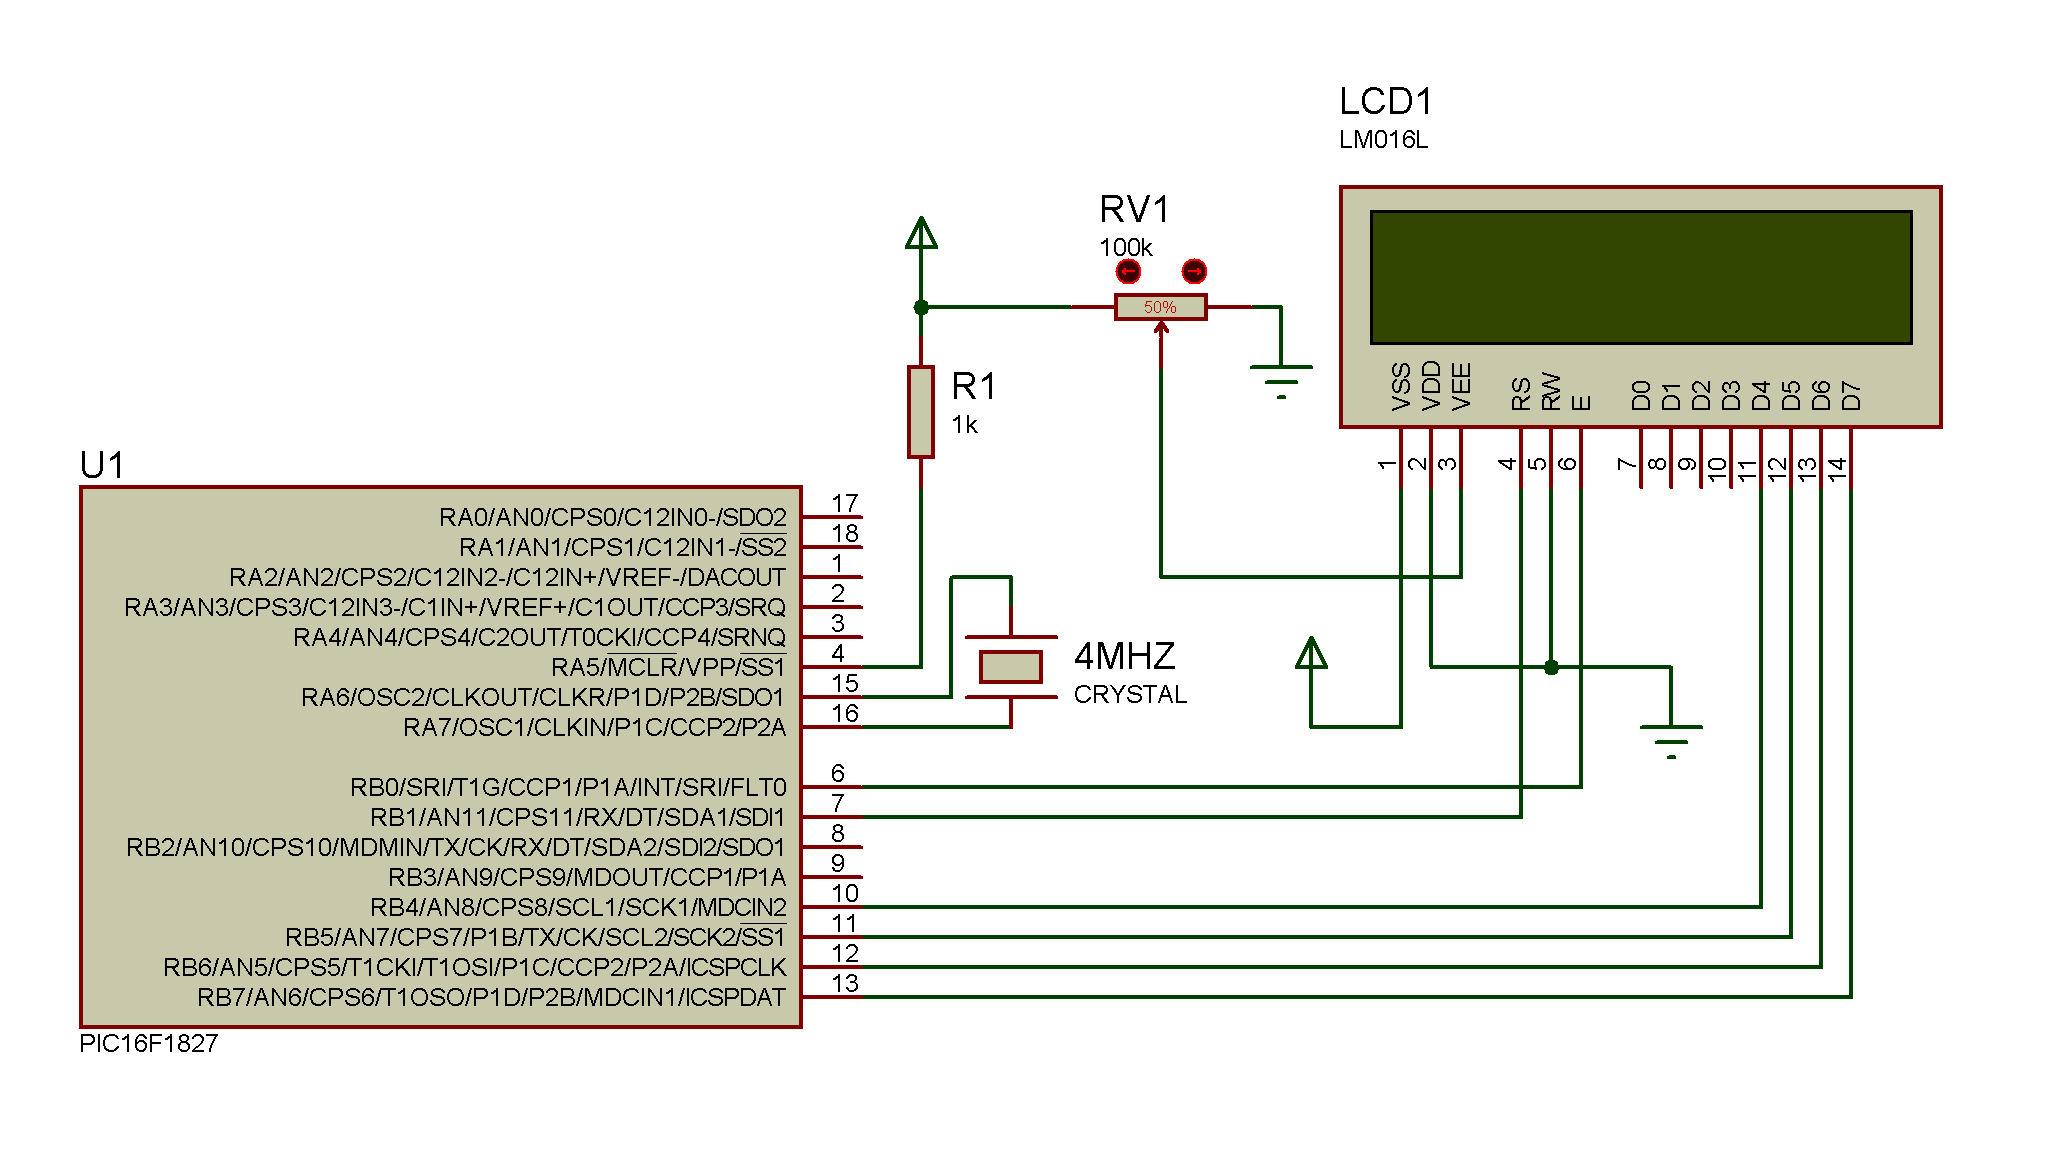 LCD1
LM016L
RV1
100k
50%
VSS
VDD
VEE
RS
RW
E
D0
D1
D2
D3
D4
D5
D6
D7
1
2
3
4
5
6
7
8
9
10
11
12
13
14
R1
1k
U1
RA0/AN0/CPS0/C12IN0-/SDO2 17
RA1/AN1/CPS1/C12IN1-/SS2 18
RA2/AN2/CPS2/C12IN2-/C12IN+/VREF-/DACOUT 1
RA3/AN3/CPS3/C12IN3-/C1IN+/VREF+/C1OUT/CCP3/SRQ 2
RA4/AN4/CPS4/C2OUT/T0CKI/CCP4/SRNQ 3
RA5/MCLR/VPP/SS1 4
RA6/OSC2/CLKOUT/CLKR/P1D/P2B/SDO1 15
RA7/OSC1/CLKIN/P1C/CCP2/P2A 16
4MHZ
CRYSTAL
RB0/SRI/T1G/CCP1/P1A/INT/SRI/FLT0 6
RB1/AN11/CPS11/RX/DT/SDA1/SDI1 7
RB2/AN10/CPS10/MDMIN/TX/CK/RX/DT/SDA2/SDI2/SDO1 8
RB3/AN9/CPS9/MDOUT/CCP1/P1A 9
RB4/AN8/CPS8/SCL1/SCK1/MDCIN2 10
RB5/AN7/CPS7/P1B/TX/CK/SCL2/SCK2/SS1 11
RB6/AN5/CPS5/T1CKI/T1OSI/P1C/CCP2/P2A/ICSPCLK 12
RB7/AN6/CPS6/T1OSO/P1D/P2B/MDCIN1/ICSPDAT 13
PIC16F1827